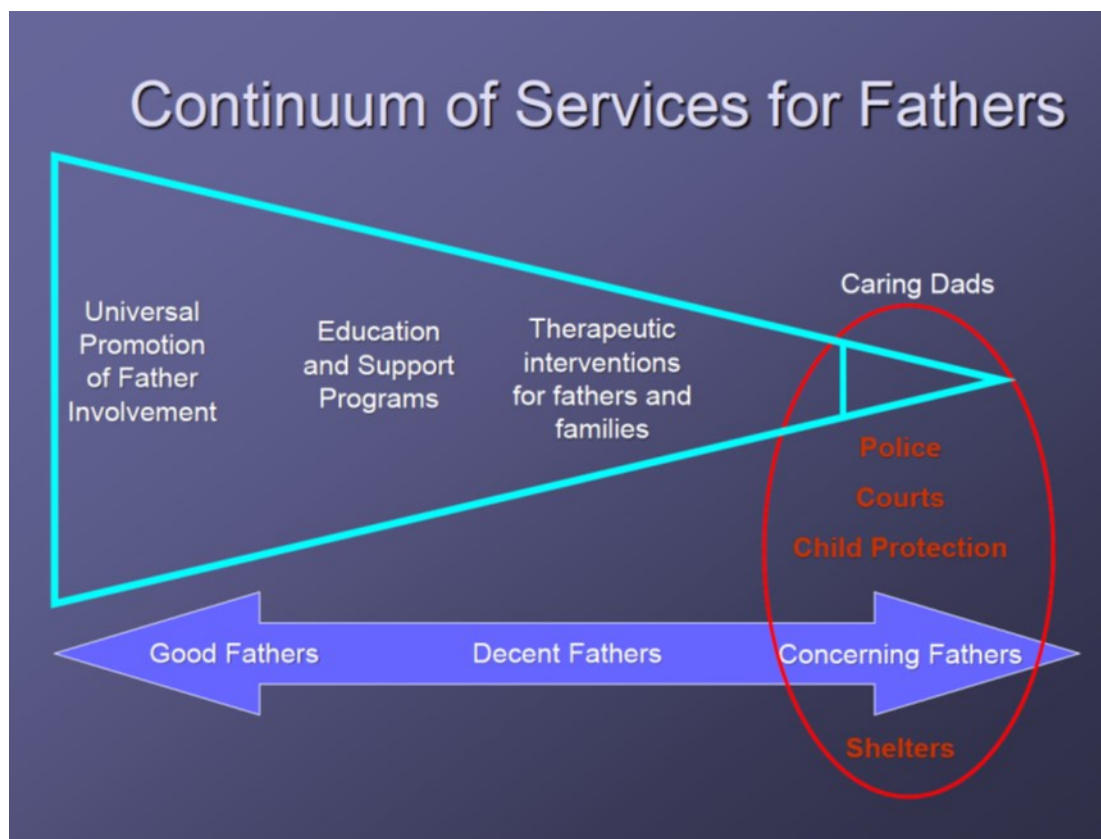 Continuum of Services for Fathers
Universal
Promotion
of Father
Involvement
Education
and Support
Programs
Therapeutic
interventions
for fathers and
families
Caring Dads
Police
Courts
Child Protection
Good Fathers
Decent Fathers
Concerning Fathers
Shelters